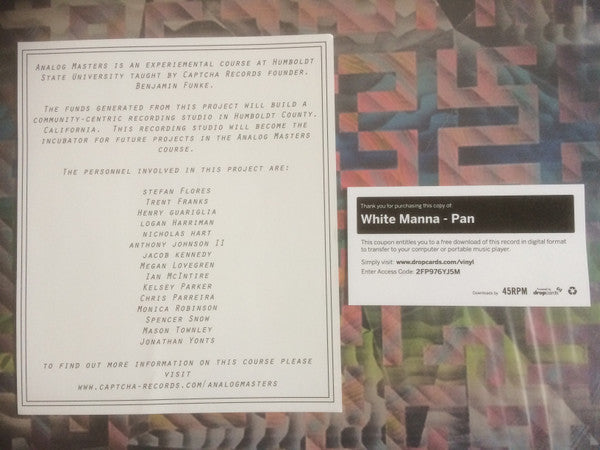 Analog Masters is an experiemental course at Humboldt
State University taught by Captcha Records founder,
Benjamin Funke.
The funds generated from this project will build a
community-centric recording studio in Humboldt County,
California. This recording studio will become the
incubator for future projects in the Analog Masters
course.
The personnel involved in this project are:
Stefan Flores
Trent Franks
Henry Guariglia
Logan Harriman
Nicholas Hart
Anthony Johnson II
Jacob Kennedy
Megan Lovegren
Ian McIntire
Kelsey Parker
Chris Parreira
Monica Robinson
Spencer Snow
Mason Townley
Jonathan Yonts
To find out more information on this course please
visit
www.captcha-records.com/analogmasters
Thank you for purchasing this copy of
White Manna - Pan
This coupon entitles you to a free download of this record in digital format
to transfer to your computer or portable music player.
Simply visit: www.dropcards.com/vinyl
Enter Access Code: 2FP976YJ5M
Downloads by 45RPM dropcards